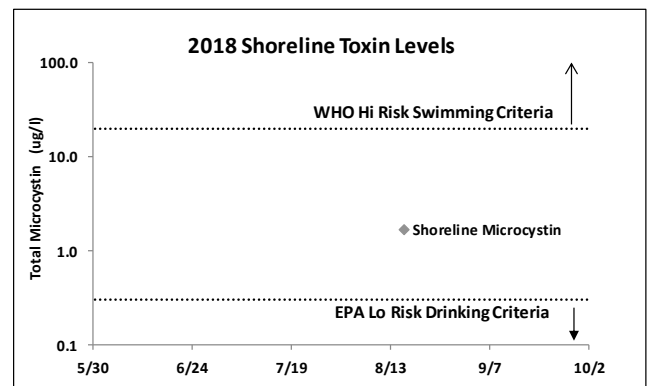 2018 Shoreline Toxin Levels
Total Microcystin (ug/l)
100.0
10.0
1.0
0.1
WHO Hi Risk Swimming Criteria
Shoreline Microcystin
EPA Lo Risk Drinking Criteria
5/30 6/24 7/19 8/13 9/7 10/2